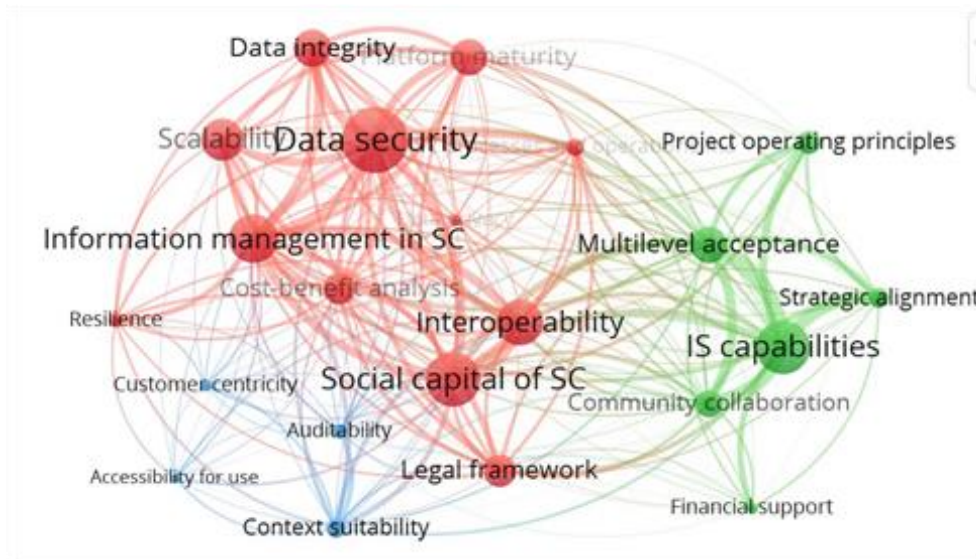 Data integrity
Platform maturity
Scalability
Data security
Project operating principles
Information management in SC
Multilevel acceptance
Cost-benefit analysis
Strategic alignment
Resilience
Interoperability
IS capabilities
Customer centricity
Social capital of SC
Community collaboration
Auditability
Accessibility for use
Legal framework
Context suitability
Financial support